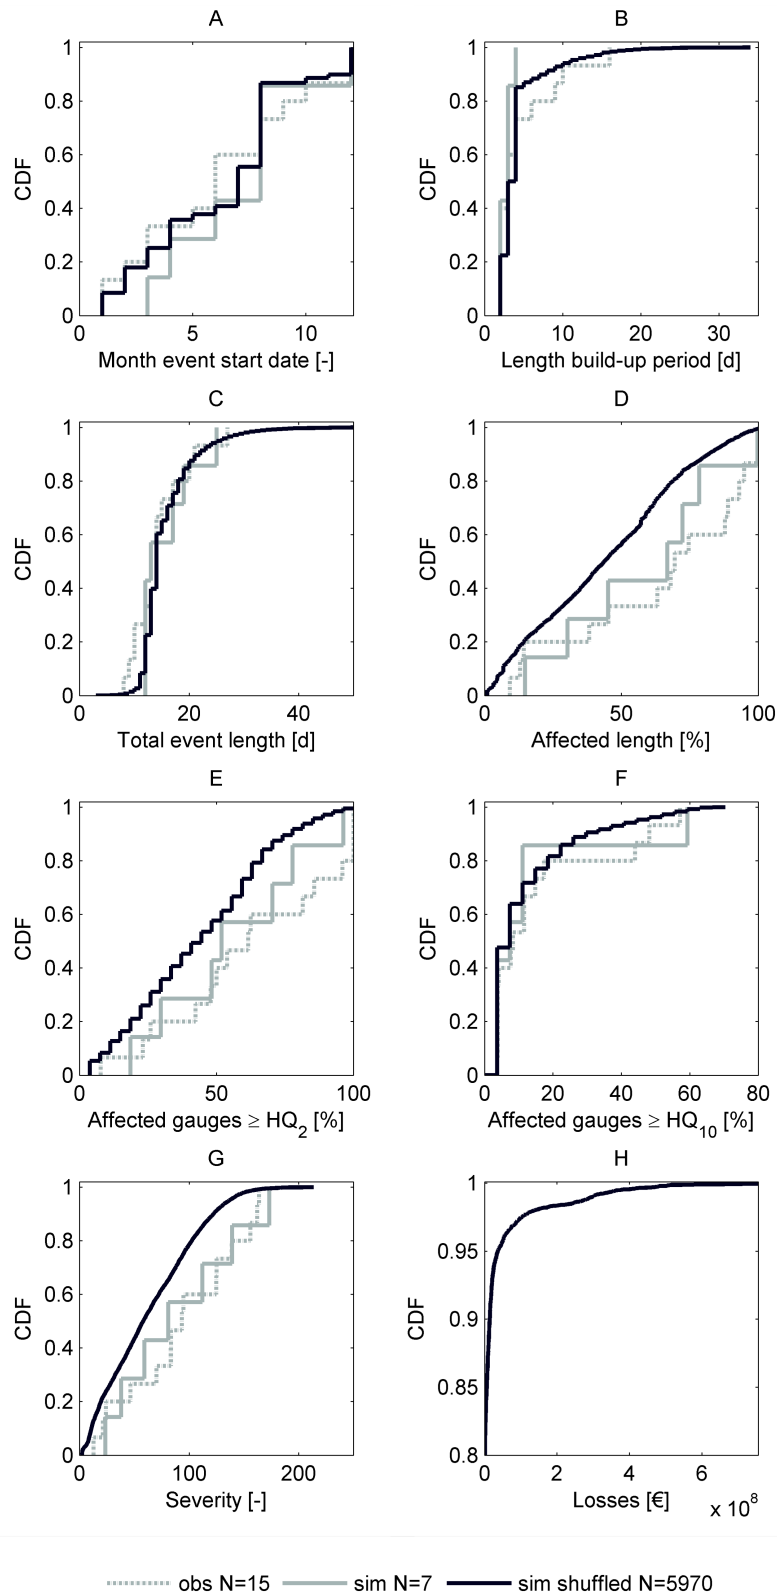 A
1
0.8
0.6
0.4
0.2
0
CDF
0 5 10
Month event start date [-]
B
1
0.8
0.6
0.4
0.2
0
CDF
0 10 20 30
Length build-up period [d]
C
1
0.8
0.6
0.4
0.2
0
CDF
0 20 40
Total event length [d]
D
1
0.8
0.6
0.4
0.2
0
CDF
0 50 100
Affected length [%]
E
1
0.8
0.6
0.4
0.2
0
CDF
0 50 100
Affected gauges ≥ HQ2 [%]
F
1
0.8
0.6
0.4
0.2
0
CDF
0 20 40 60 80
Affected gauges ≥ HQ10 [%]
G
1
0.8
0.6
0.4
0.2
0
CDF
0 100 200
Severity [-]
H
1
0.95
0.9
0.85
0.8
CDF
0 2 4 6
Losses [€]
x 10^8
obs N=15 sim N=7 sim shuffled N=5970